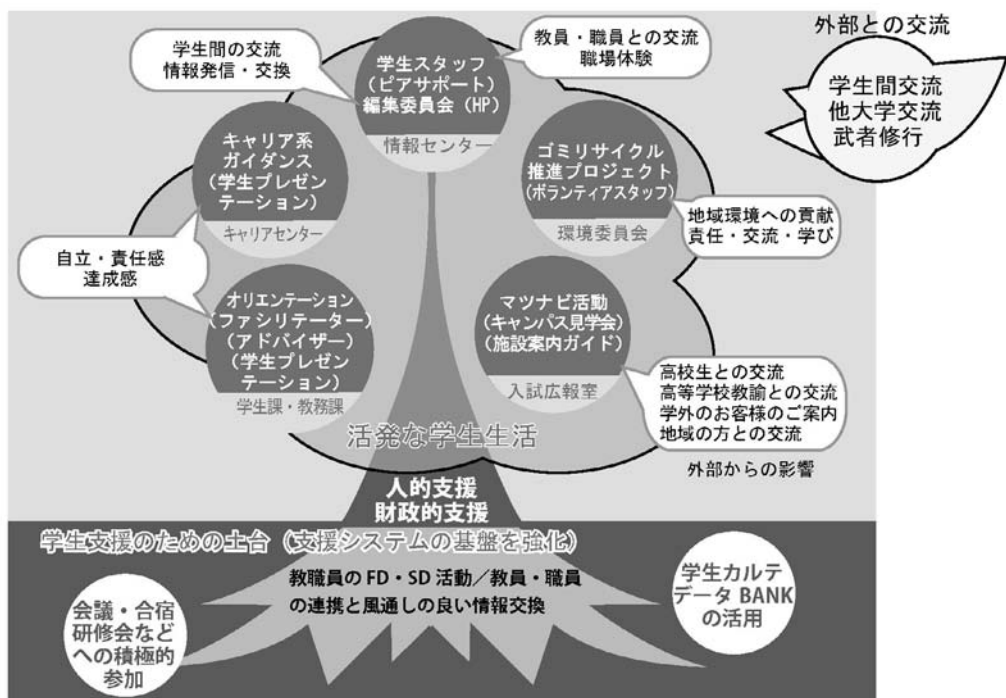 外部との交流
学生間交流
他大学交流
武者修行
学生間の交流
情報発信・交換
学生スタッフ
(ピアサポート)
編集委員会(HP)
情報センター
教員・職員との交流
職場体験
キャリア系
ガイダンス
(学生プレゼン
テーション)
キャリアセンター
ゴミリサイクル
推進プロジェクト
(ボランティアスタッフ)
環境委員会
地域環境への貢献
責任・交流・学び
自立・責任感
達成感
オリエンテーション
(ファシリテーター)
(アドバイザー)
(学生プレゼン
テーション)
学生課・教務課
マツナビ活動
(キャンパス見学会)
(施設案内ガイド)
入試広報室
高校生との交流
高等学校教諭との交流
学外のお客様のご案内
地域の方との交流
外部からの影響
活発な学生生活
人的支援
財政的支援
学生支援のための土台(支援システムの基盤を強化)
教職員のFD・SD活動／教員・職員
の連携と風通しの良い情報交換
会議・合宿
研修会など
への積極的
参加
学生カルテ
データBANK
の活用